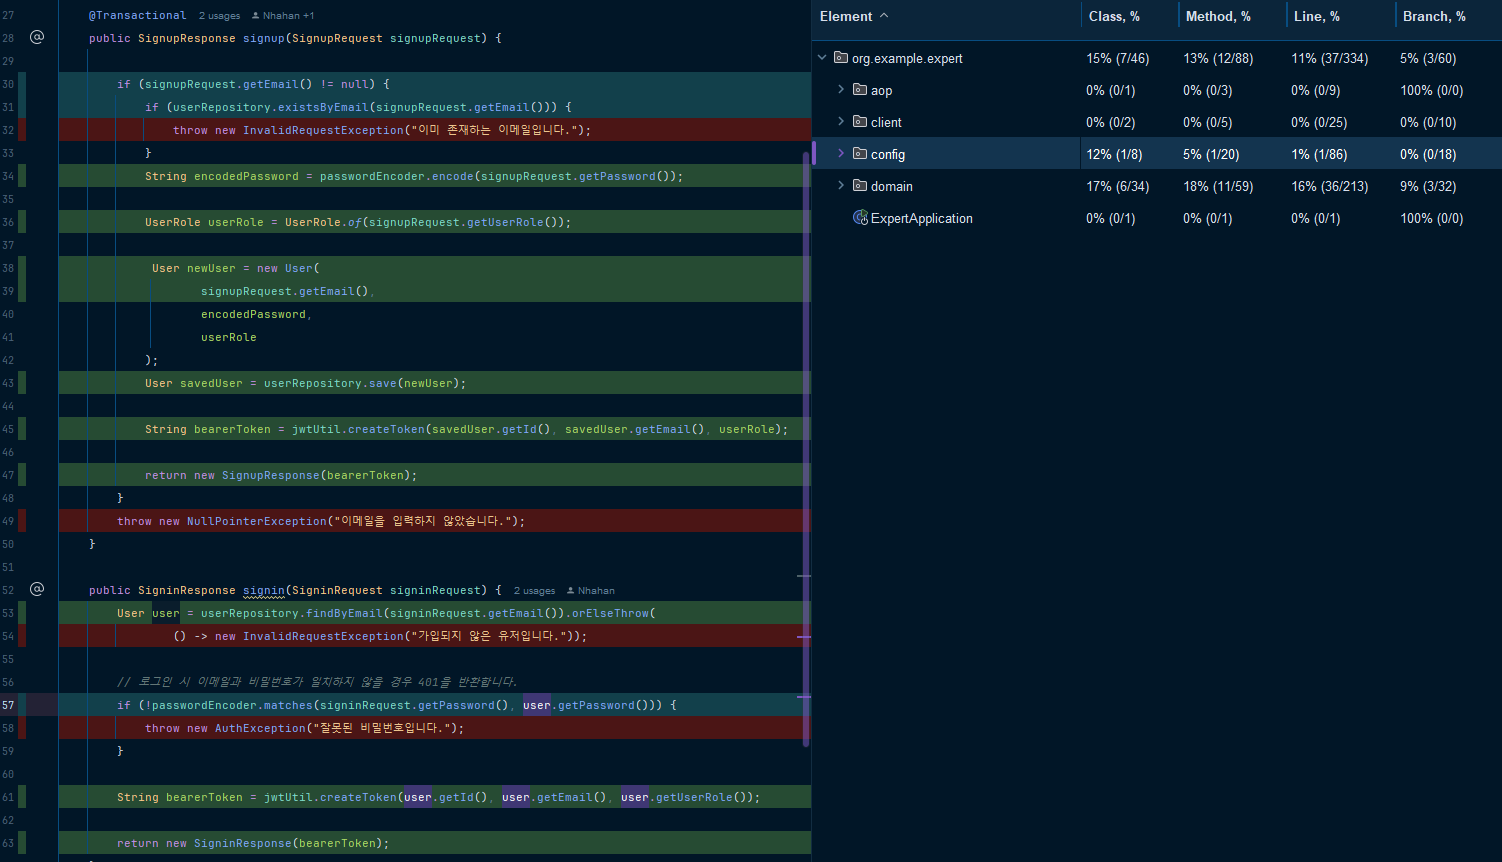 27 @Transactional 2 usages Nhahan +1
28 public SignupResponse signup(SignupRequest signupRequest) {
29
30 if (signupRequest.getEmail() != null) {
31 if (userRepository.existsByEmail(signupRequest.getEmail())) {
32 throw new InvalidRequestException("이미 존재하는 이메일입니다.");
33 }
34 String encodedPassword = passwordEncoder.encode(signupRequest.getPassword());
35
36 UserRole userRole = UserRole.of(signupRequest.getUserRole());
37
38 User newUser = new User(
39 signupRequest.getEmail(),
40 encodedPassword,
41 userRole
42 );
43 User savedUser = userRepository.save(newUser);
44
45 String bearerToken = jwtUtil.createToken(savedUser.getId(), savedUser.getEmail(), userRole);
46
47 return new SignupResponse(bearerToken);
48 }
49 throw new NullPointerException("이메일을 입력하지 않았습니다.");
50 }
51
52 public SigninResponse signin(SigninRequest signinRequest) { 2 usages Nhahan
53 User user = userRepository.findByEmail(signinRequest.getEmail()).orElseThrow(
54 () -> new InvalidRequestException("가입되지 않은 유저입니다."));
55
56 // 로그인 시 이메일과 비밀번호가 일치하지 않을 경우 401을 반환합니다.
57 if (!passwordEncoder.matches(signinRequest.getPassword(), user.getPassword())) {
58 throw new AuthException("잘못된 비밀번호입니다.");
59 }
60
61 String bearerToken = jwtUtil.createToken(user.getId(), user.getEmail(), user.getUserRole());
62
63 return new SigninResponse(bearerToken);
Element Class, % Method, % Line, % Branch, %
org.example.expert 15% (7/46) 13% (12/88) 11% (37/334) 5% (3/60)
aop 0% (0/1) 0% (0/3) 0% (0/9) 100% (0/0)
client 0% (0/2) 0% (0/5) 0% (0/25) 0% (0/10)
config 12% (1/8) 5% (1/20) 1% (1/86) 0% (0/18)
domain 17% (6/34) 18% (11/59) 16% (36/213) 9% (3/32)
ExpertApplication 0% (0/1) 0% (0/1) 0% (0/1) 100% (0/0)